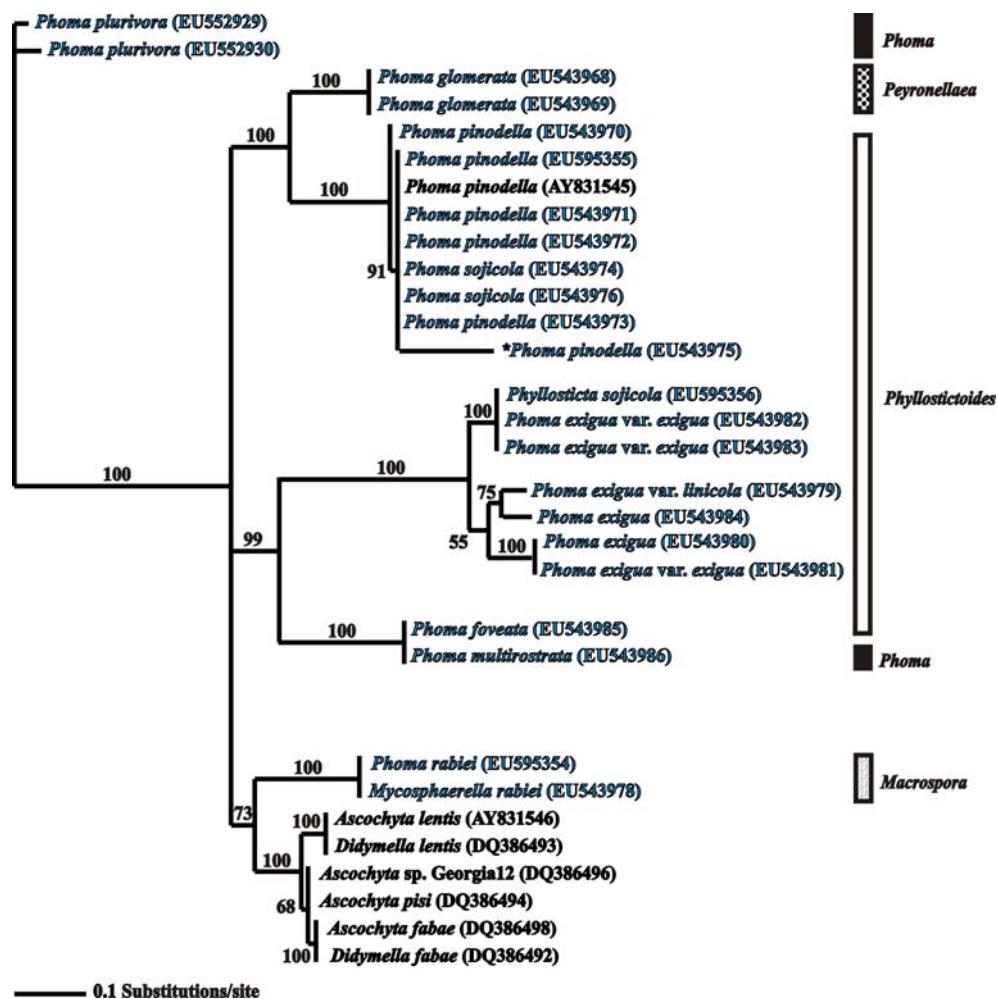 Phoma plurivora (EU552929)
Phoma plurivora (EU552930)
Phoma
100
Phoma glomerata (EU543968)
Phoma glomerata (EU543969)
Peyronellaea
100
100
Phoma pinodella (EU543970)
Phoma pinodella (EU595355)
Phoma pinodella (AY831545)
Phoma pinodella (EU543971)
Phoma pinodella (EU543972)
91
Phoma sojicola (EU543974)
Phoma sojicola (EU543976)
Phoma pinodella (EU543973)
*Phoma pinodella (EU543975)
Phyllostictoides
100
100
100
Phyllosticta sojicola (EU595356)
Phoma exigua var. exigua (EU543982)
Phoma exigua var. exigua (EU543983)
75
Phoma exigua var. linicola (EU543979)
Phoma exigua (EU543984)
55
100
Phoma exigua (EU543980)
Phoma exigua var. exigua (EU543981)
99
100
Phoma foveata (EU543985)
Phoma multirostrata (EU543986)
Phoma
100
Phoma rabiei (EU595354)
Mycosphaerella rabiei (EU543978)
Macrospora
73
100
Ascochyta lentis (AY831546)
Didymella lentis (DQ386493)
100
Ascochyta sp. Georgia12 (DQ386496)
Ascochyta pisi (DQ386494)
68
Ascochyta fabae (DQ386498)
100
Didymella fabae (DQ386492)
0.1 Substitutions/site